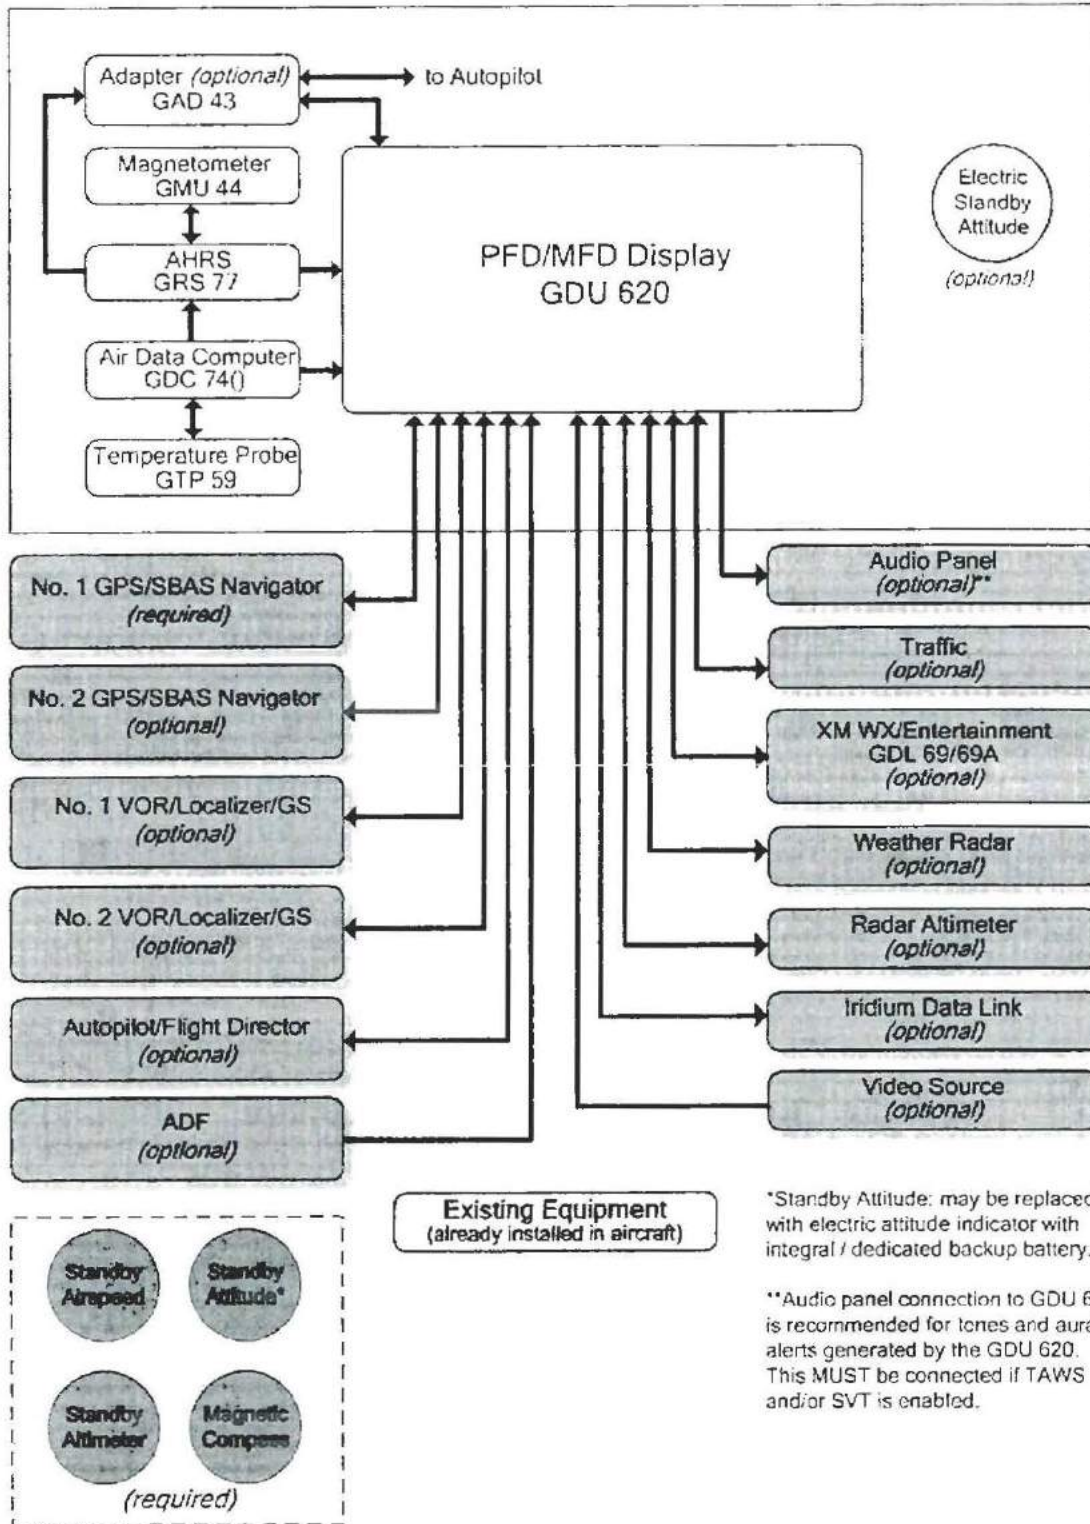 Adapter (optional)
GAD 43
to Autopilot
Magnetometer
GMU 44
AHRS
GRS 77
Air Data Computer
GDC 74()
Temperature Probe
GTP 59
PFD/MFD Display
GDU 620
Electric
Standby
Attitude
(optional)
No. 1 GPS/SBAS Navigator
(required)
No. 2 GPS/SBAS Navigator
(optional)
No. 1 VOR/Localizer/GS
(optional)
No. 2 VOR/Localizer/GS
(optional)
Autopilot/Flight Director
(optional)
ADF
(optional)
Audio Panel
(optional)**
Traffic
(optional)
XM WX/Entertainment
GDL 69/69A
(optional)
Weather Radar
(optional)
Radar Altimeter
(optional)
Iridium Data Link
(optional)
Video Source
(optional)
Existing Equipment
(already installed in aircraft)
Standby
Airspeed
Standby
Attitude*
Standby
Altimeter
Magnetic
Compass
(required)
*Standby Attitude: may be replaced
with electric attitude indicator with
integral / dedicated backup battery.
**Audio panel connection to GDU 6
is recommended for tones and aura
alerts generated by the GDU 620.
This MUST be connected if TAWS
and/or SVT is enabled.